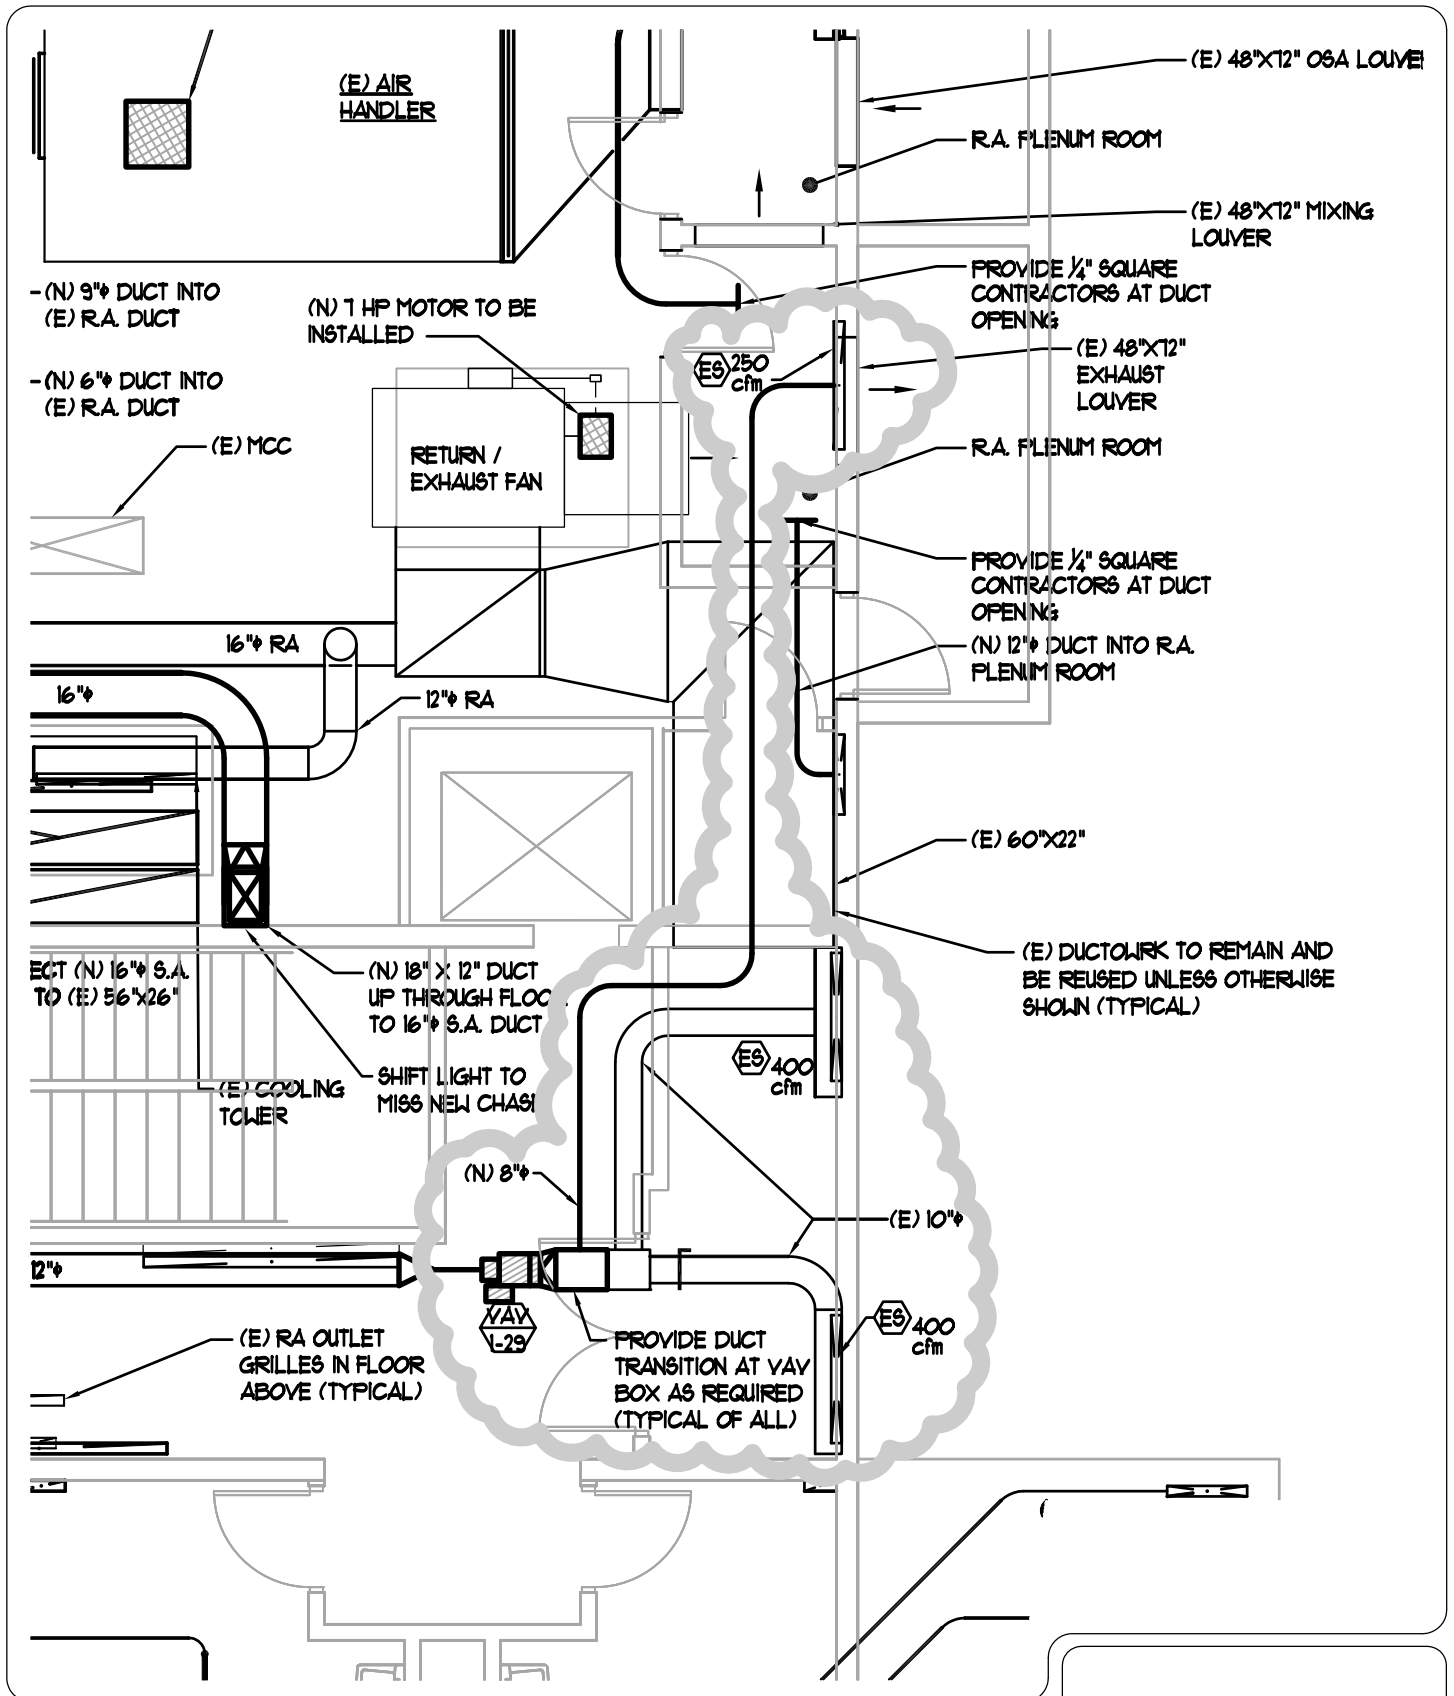 (E) AIR
HANDLER
(E) 48"X72" OSA LOUVE
R.A. PLENUM ROOM
(E) 48"X72" MIXING
LOUVER
-(N) 9"ϕ DUCT INTO
(E) R.A. DUCT
(N) 7 HP MOTOR TO BE
INSTALLED
PROVIDE ¼" SQUARE
CONTRACTORS AT DUCT
OPENING
-(N) 6"ϕ DUCT INTO
(E) R.A. DUCT
ES 250
cfm
(E) 48"X72"
EXHAUST
LOUVER
(E) MCC
RETURN /
EXHAUST FAN
R.A. PLENUM ROOM
PROVIDE ¼" SQUARE
CONTRACTORS AT DUCT
OPENING
16"ϕ RA
(N) 12"ϕ DUCT INTO R.A.
PLENUM ROOM
16"ϕ
12"ϕ RA
(E) 60"X22"
ECT (N) 16"ϕ S.A.
TO (E) 56"x26"
(N) 18" X 12" DUCT
UP THROUGH FLOO
TO 16"ϕ S.A. DUCT
(E) DUCTOWRK TO REMAIN AND
BE REUSED UNLESS OTHERWISE
SHOWN (TYPICAL)
ES 400
cfm
(E) COOLING
TOWER
SHIFT LIGHT TO
MISS NEW CHAS
(N) 8"ϕ
(E) 10"ϕ
12"ϕ
VAV
1-29
ES 400
cfm
(E) RA OUTLET
GRILLES IN FLOOR
ABOVE (TYPICAL)
PROVIDE DUCT
TRANSITION AT VAV
BOX AS REQUIRED
(TYPICAL OF ALL)